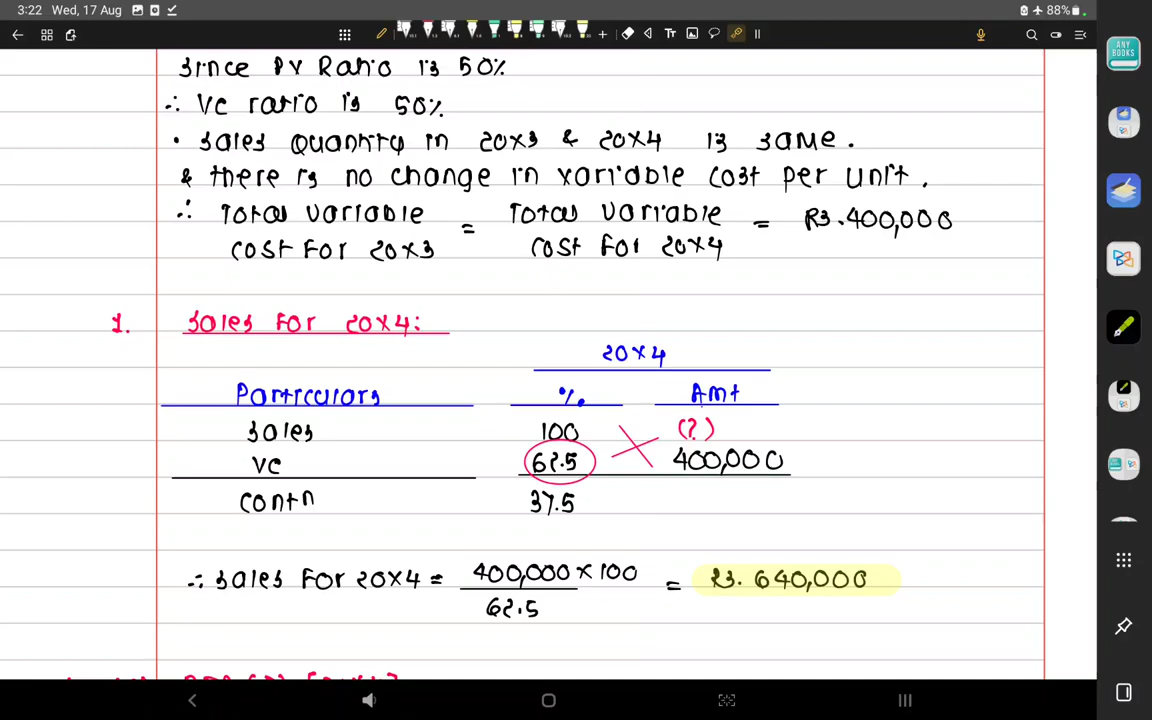 3:22 Wed, 17 Aug
88%
Since PV Ratio is 50%
∴ VC ratio is 50%
• Sales Quantity in 20X3 & 20X4 is same.
& there is no change in variable cost per unit.
∴ Total variable cost for 20X3 = Total variable cost for 20X4 = Rs.400,000
1. Sales for 20X4:
20X4
Particulars % Amt
Sales 100 (?)
VC 62.5 400,000
Contn 37.5
∴ Sales for 20X4 = 400,000 × 100 / 62.5 = Rs. 640,000
ANY BOOKS